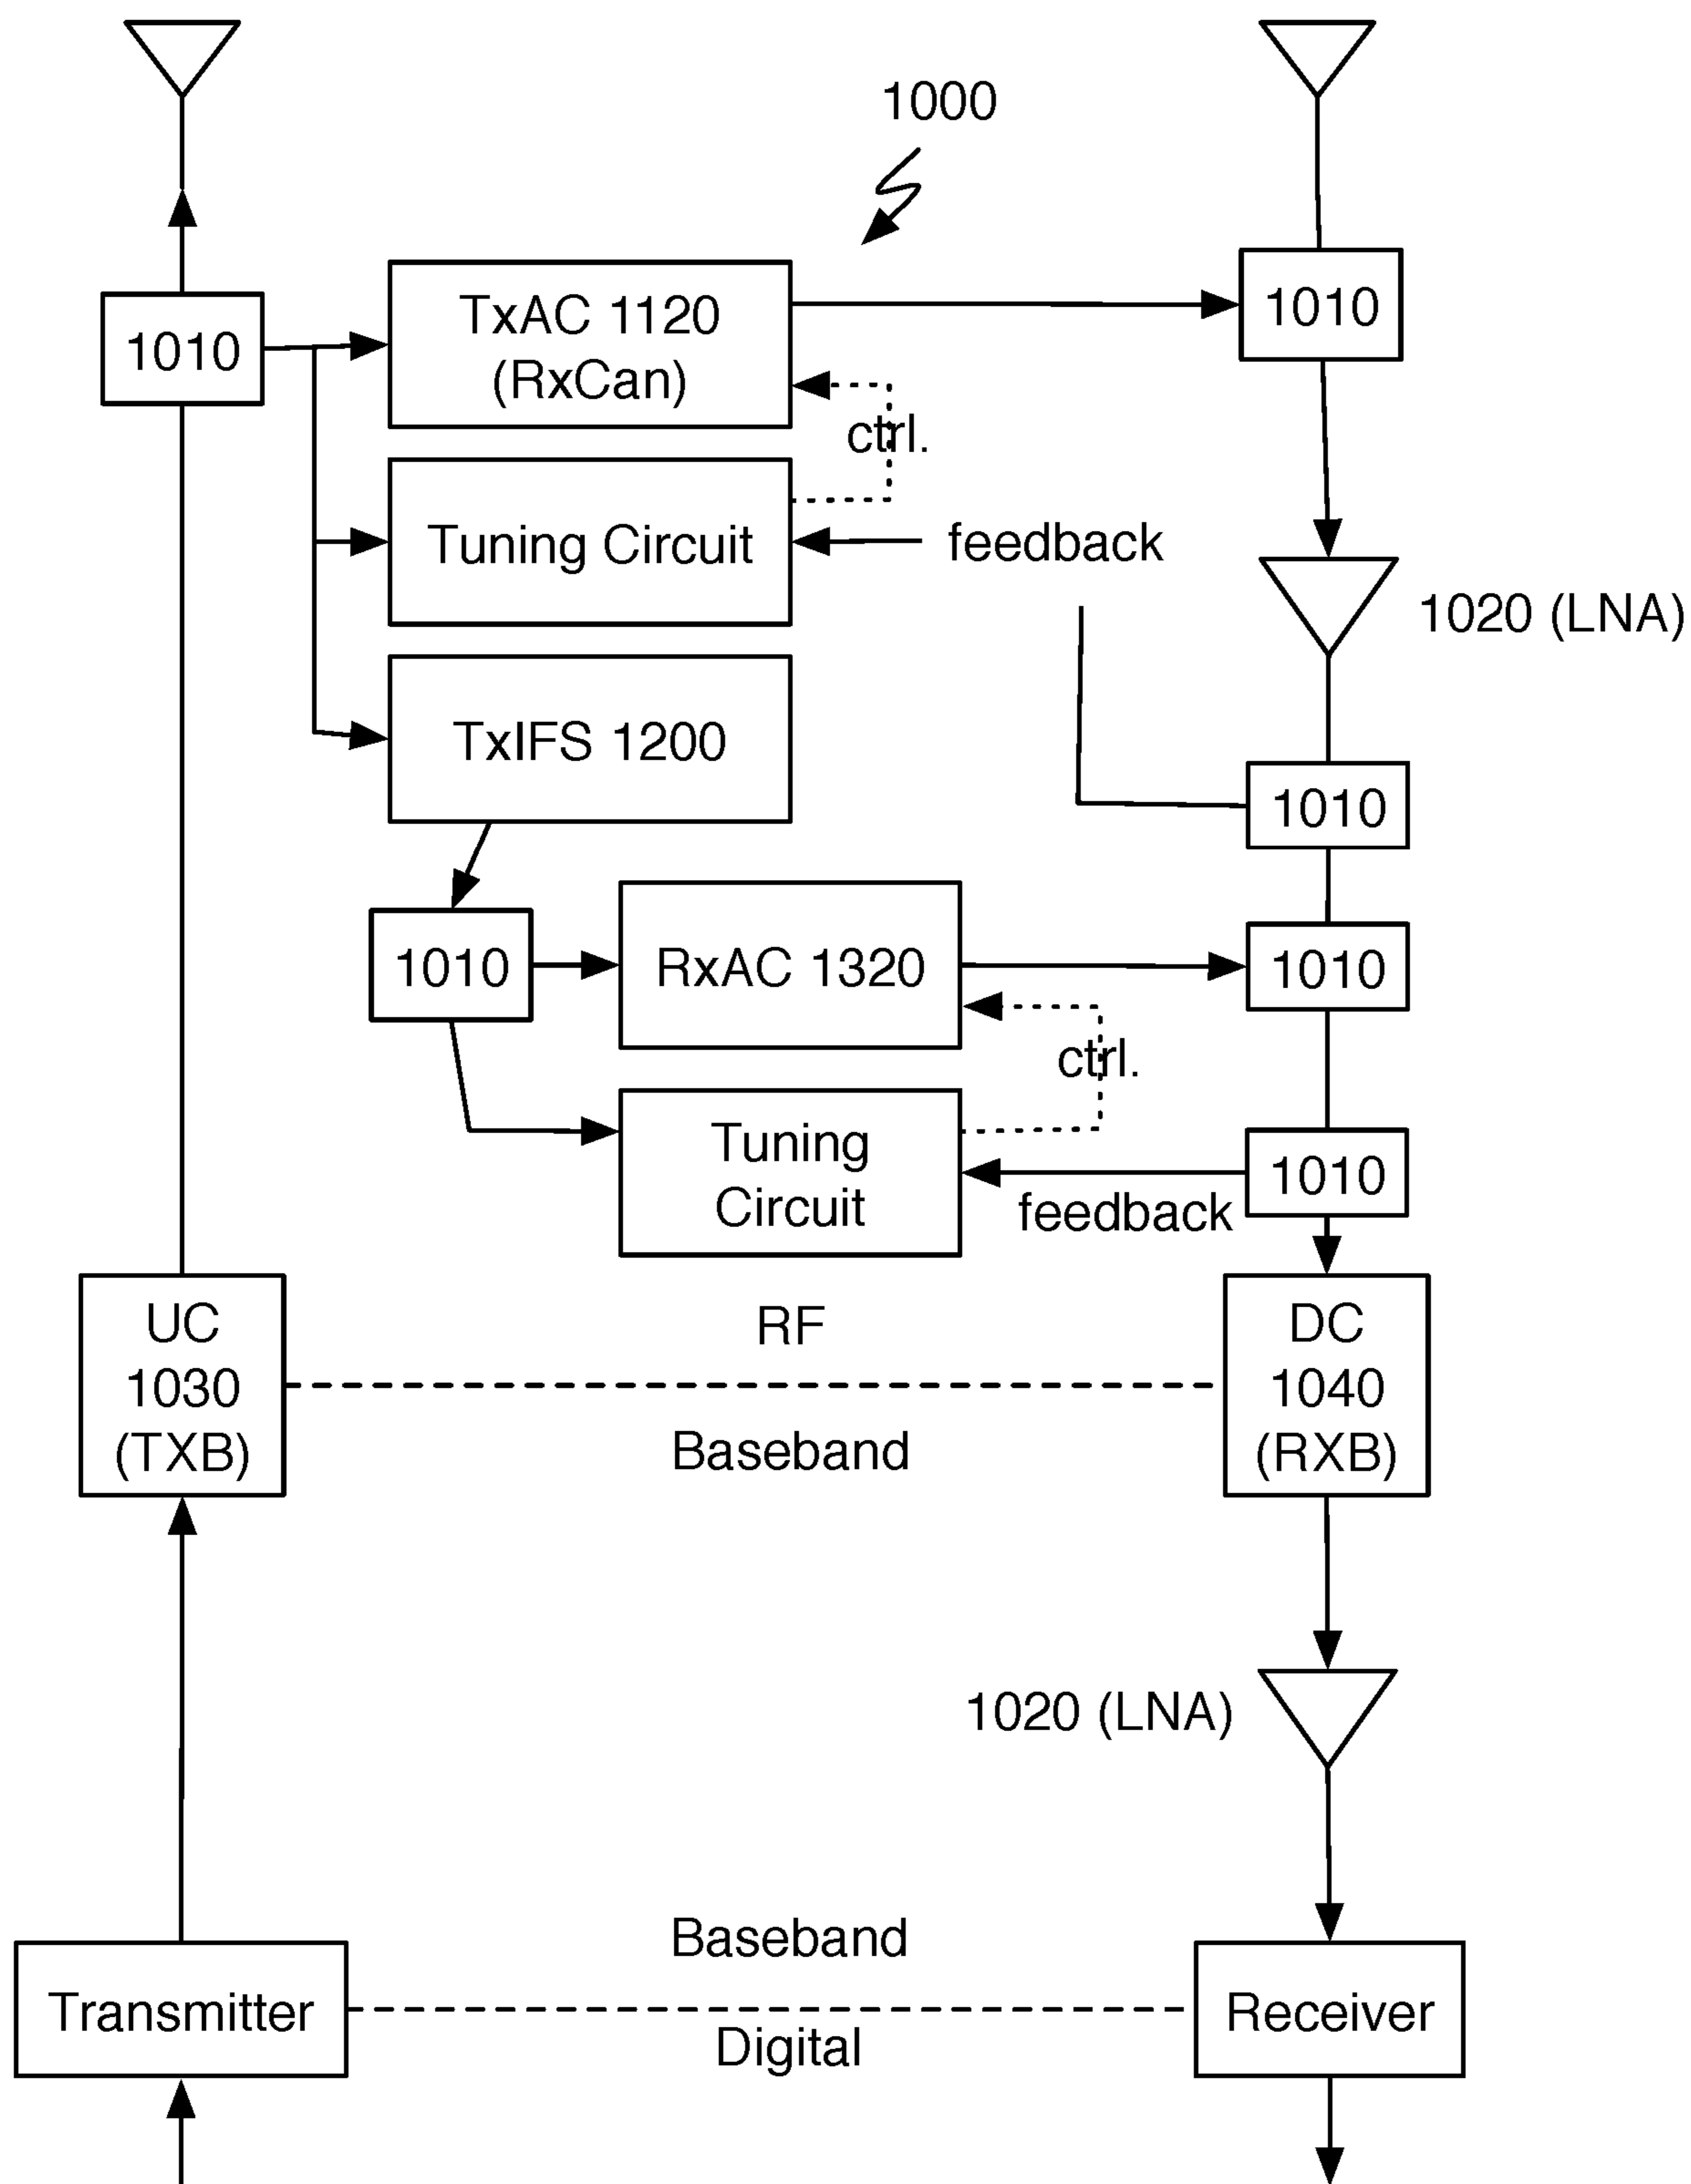 1000
1010
TxAC 1120
(RxCan)
1010
ctrl.
Tuning Circuit
feedback
1020 (LNA)
TxIFS 1200
1010
1010
RxAC 1320
1010
ctrl.
Tuning
Circuit
feedback
1010
UC
1030
(TXB)
RF
Baseband
DC
1040
(RXB)
1020 (LNA)
Baseband
Transmitter
Digital
Receiver